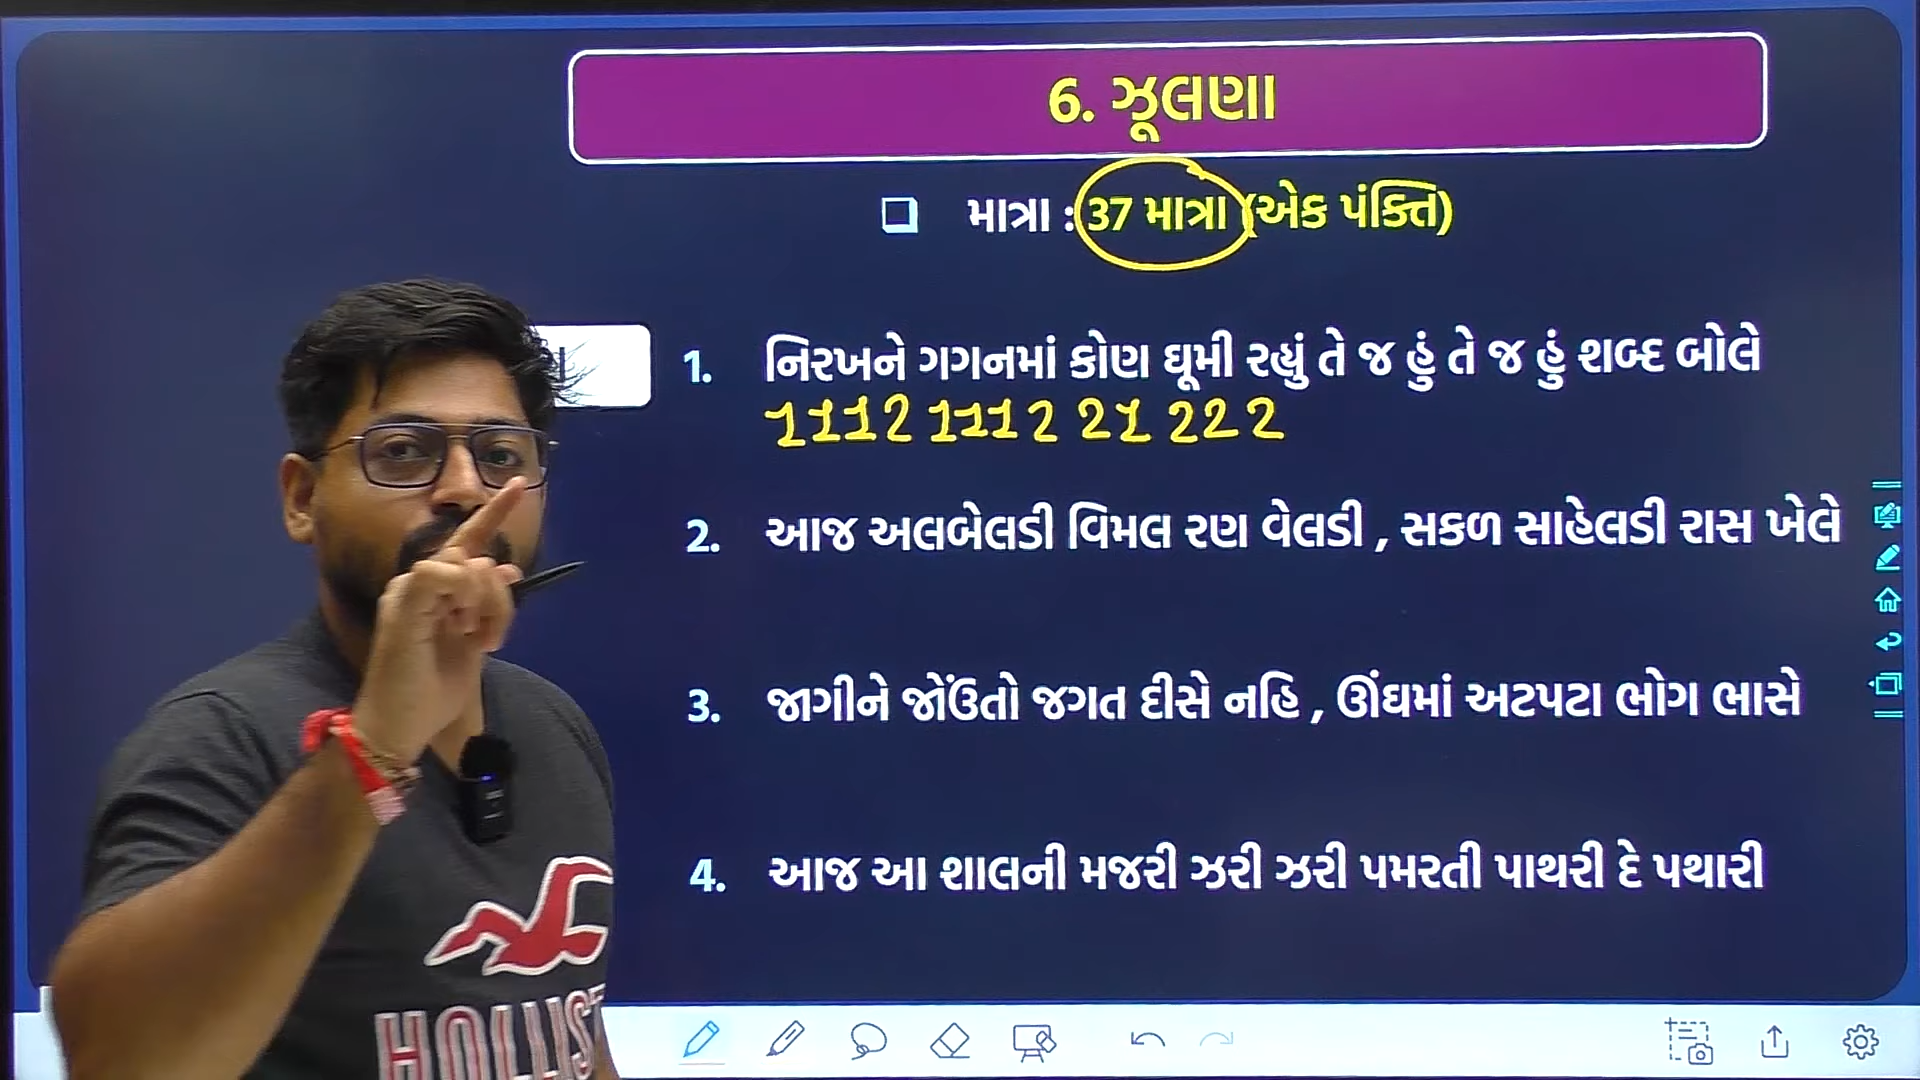 6. ઝૂલણા
માત્રા : 37 માત્રા (એક પંક્તિ)
1. નિરખને ગગનમાં કોણ ઘૂમી રહ્યું તે જ હું તે જ હું શબ્દ બોલે
1112 1112 21 222
2. આજ અલબેલડી વિમલ રણ વેલડી , સકળ સાહેલડી રાસ ખેલે
3. જાગીને જોંઉતો જગત દીસે નહિ , ઊંઘમાં અટપટા ભોગ ભાસે
4. આજ આ શાલની મજરી ઝરી ઝરી પમરતી પાથરી દે પથારી